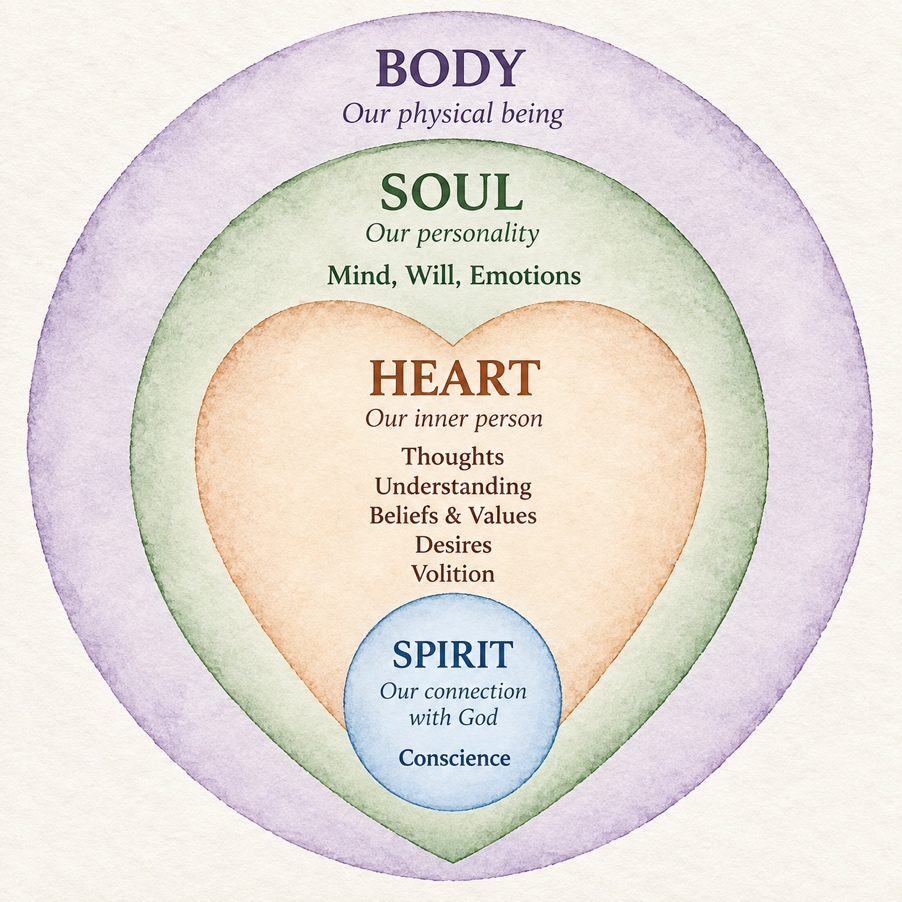 BODY
Our physical being
SOUL
Our personality
Mind, Will, Emotions
HEART
Our inner person
Thoughts
Understanding
Beliefs & Values
Desires
Volition
SPIRIT
Our connection
with God
Conscience